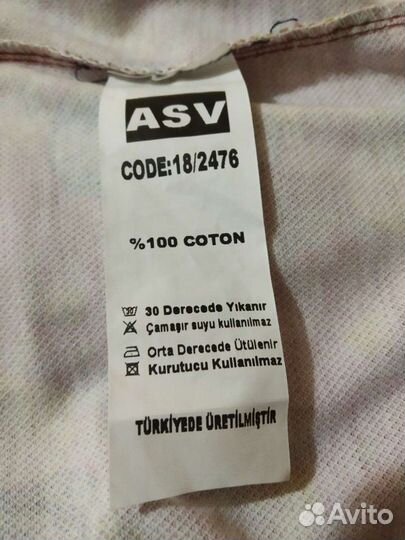 ASV
CODE:18/2476
%100 COTON
30 Derecede Yıkanır
Çamaşır suyu kullanılmaz
Orta Derecede Ütülenir
Kurutucu Kullanılmaz
TÜRKİYEDE ÜRETİLMİŞTİR
Avito